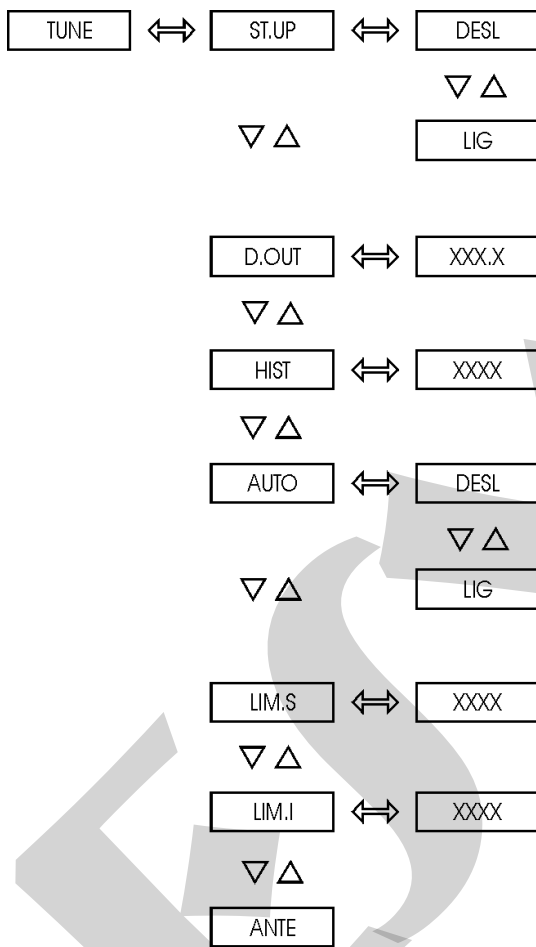 TUNE ST.UP DESL
LIG
D.OUT XXX.X
HIST XXXX
AUTO DESL
LIG
LIM.S XXXX
LIM.I XXXX
ANTE